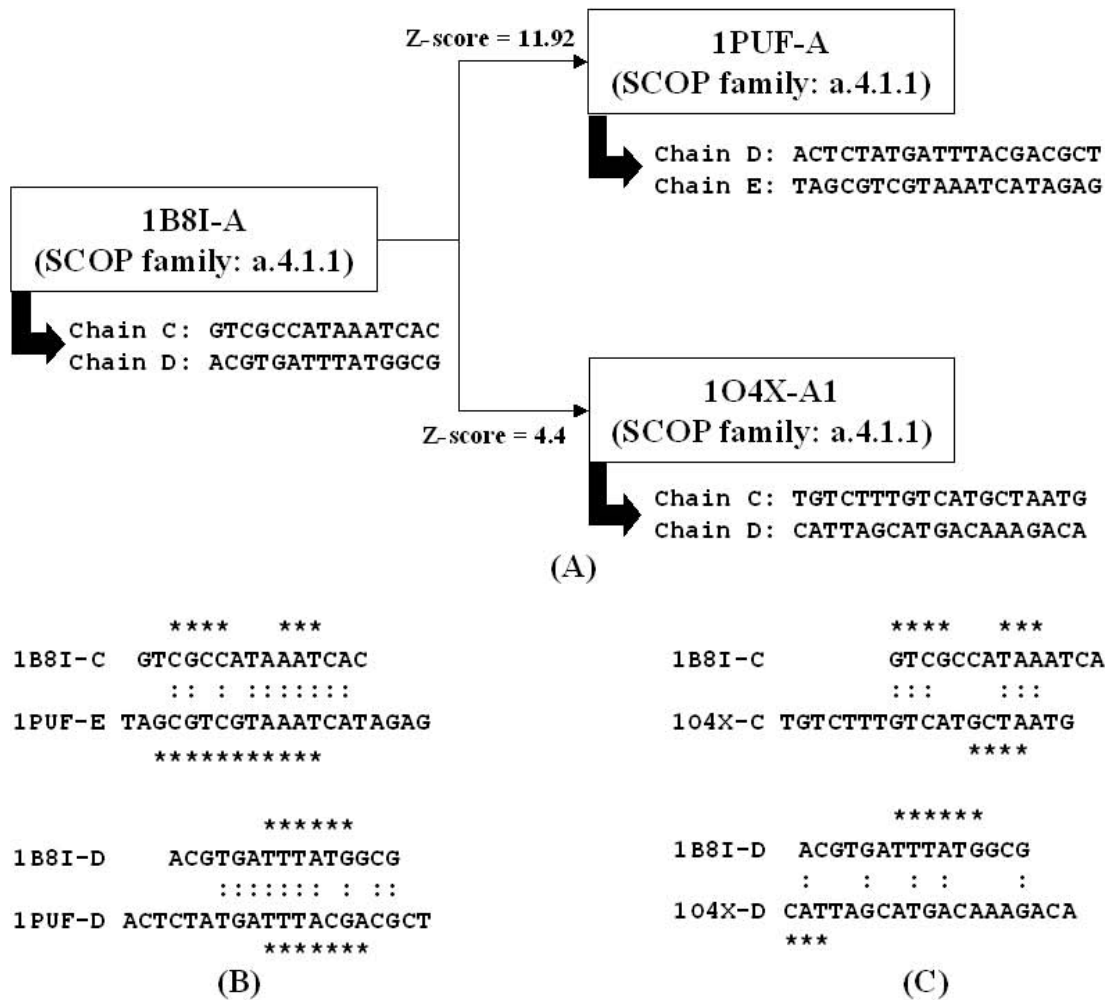 Z-score = 11.92
1PUF-A
(SCOP family: a.4.1.1)
Chain D: ACTCTATGATTTACGACGCT
Chain E: TAGCGTCGTAAATCATAGAG
1B8I-A
(SCOP family: a.4.1.1)
Chain C: GTCGCCATAAATCAC
Chain D: ACGTGATTTATGGCG
1O4X-A1
(SCOP family: a.4.1.1)
Z-score = 4.4
Chain C: TGTCTTTGTCATGCTAATG
Chain D: CATTAGCATGACAAAGACA
(A)
**** ***
1B8I-C GTCGCCATAAATCAC
:: : :::::::
1PUF-E TAGCGTCGTAAATCATAGAG
***********
******
1B8I-D ACGTGATTTATGGCG
::::::: : ::
1PUF-D ACTCTATGATTTACGACGCT
*******
(B)
**** ***
1B8I-C GTCGCCATAAATCA
::: :::
1O4X-C TGTCTTTGTCATGCTAATG
****
******
1B8I-D ACGTGATTTATGGCG
: : : : :
1O4X-D CATTAGCATGACAAAGACA
***
(C)